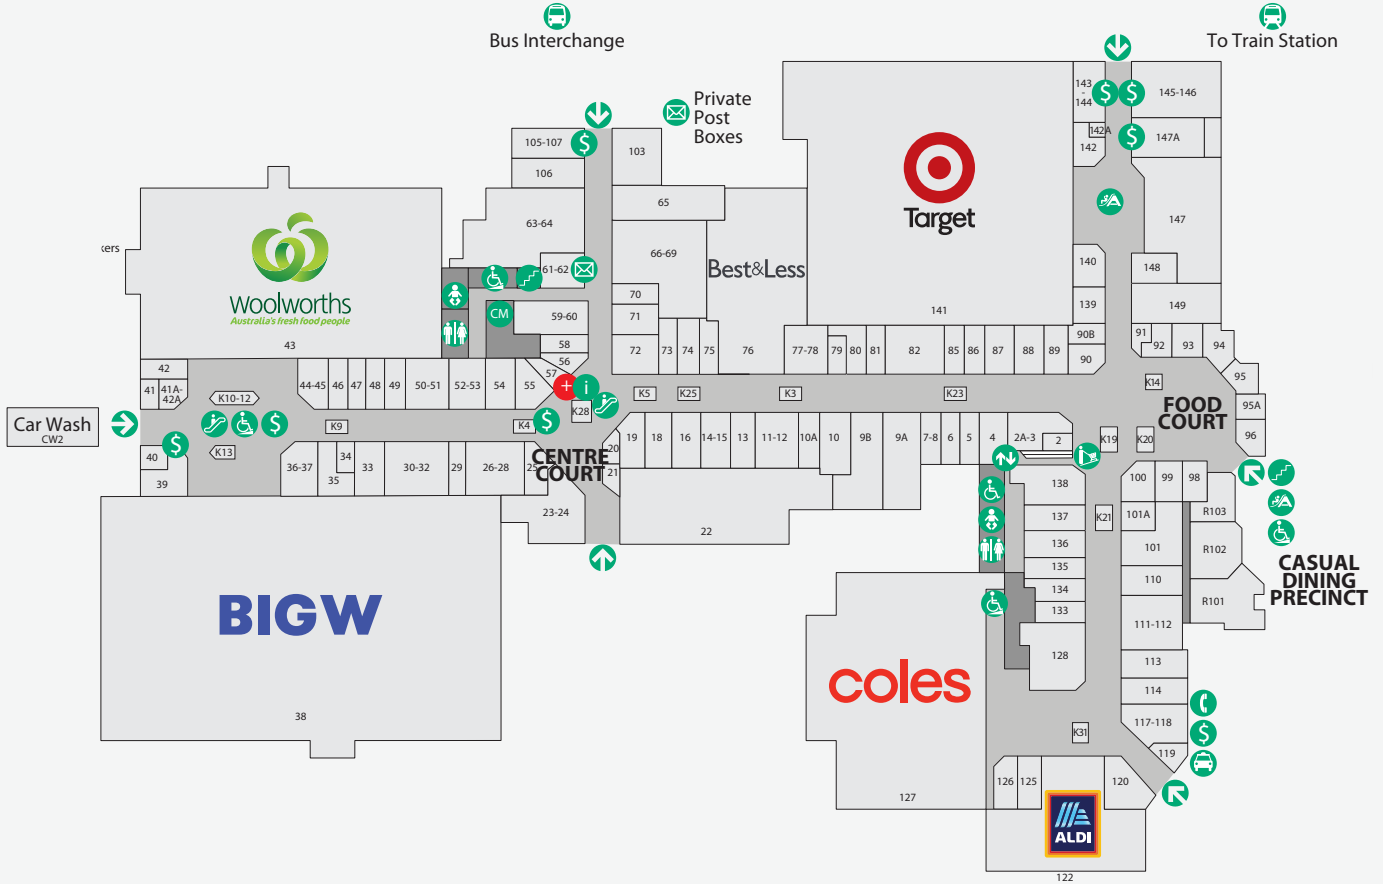 Bus Interchange
To Train Station
Private
Post
Boxes
143
-
144
$
$
145-146
105-107
$
103
142A
142
$
147A
106
Target
65
63-64
147
kers
66-69
Best&Less
140
148
61-62
Woolworths
Australia's fresh food people
70
139
149
CM
59-60
71
141
43
58
72
73
74
75
76
77-78
79
80
81
82
85
86
87
88
89
90B
90
91
92
93
94
56
57
42
41
41A-
42A
44-45
46
47
48
49
50-51
52-53
54
55
+
i
K5
K25
K3
K23
K14
95
K10-12
K28
FOOD
COURT
95A
96
Car Wash
CW2
$
K9
K4
$
K13
$
40
39
CENTRE
COURT
20
21
19
18
16
14-15
13
11-12
10A
10
9B
9A
7-8
6
5
4
2A-3
2
K19
K20
36-37
34
35
33
30-32
29
26-28
25
138
100
99
98
23-24
22
137
K21
101A
R103
136
101
R102
CASUAL
DINING
PRECINCT
135
134
110
R101
133
111-112
BIGW
38
128
113
coles
114
117-118
$
K31
119
126
125
120
127
ALDI
122